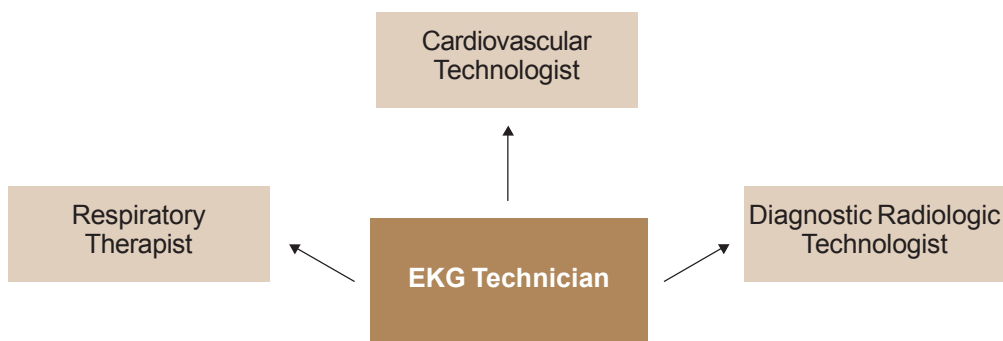 Cardiovascular
Technologist
Respiratory
Therapist
Diagnostic Radiologic
Technologist
EKG Technician